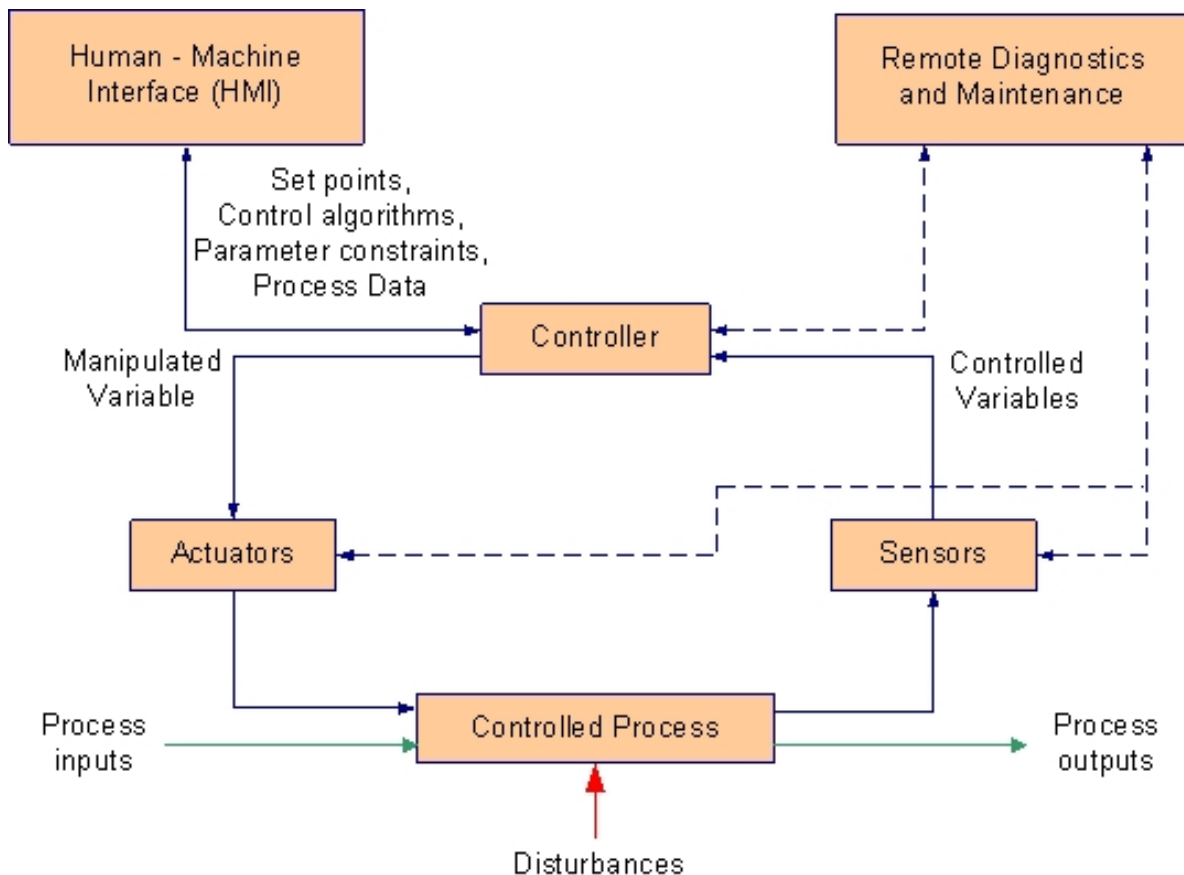 Human - Machine
Interface (HMI)
Remote Diagnostics
and Maintenance
Set points,
Control algorithms,
Parameter constraints,
Process Data
Controller
Manipulated
Variable
Controlled
Variables
Actuators
Sensors
Process
inputs
Controlled Process
Process
outputs
Disturbances